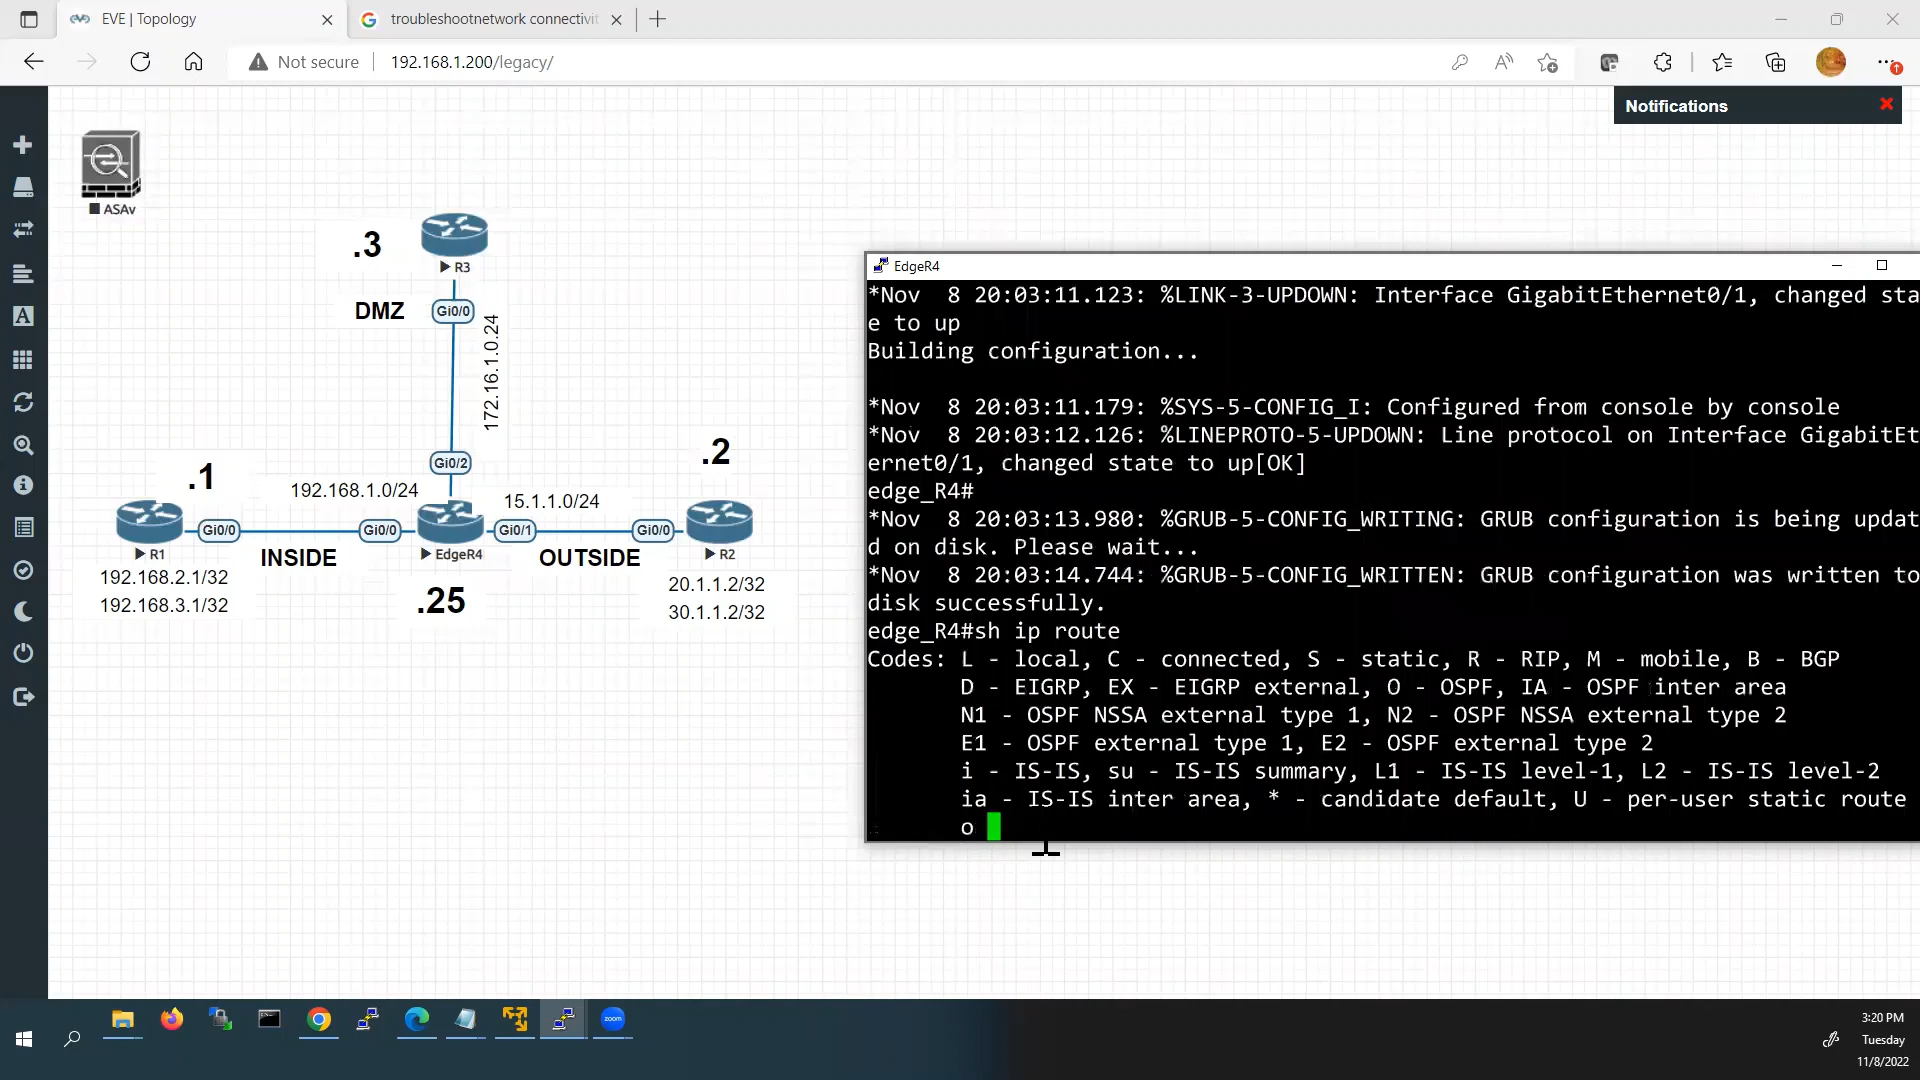 EVE | Topology
troubleshootnetwork connectivit
Not secure
192.168.1.200/legacy/
Notifications
ASAv
.3
R3
DMZ
Gi0/0
172.16.1.0.24
Gi0/2
.1
192.168.1.0/24
15.1.1.0/24
.2
Gi0/0
Gi0/0
Gi0/1
Gi0/0
R1
INSIDE
EdgeR4
OUTSIDE
R2
192.168.2.1/32
192.168.3.1/32
.25
20.1.1.2/32
30.1.1.2/32
EdgeR4
*Nov  8 20:03:11.123: %LINK-3-UPDOWN: Interface GigabitEthernet0/1, changed sta
e to up
Building configuration...
*Nov  8 20:03:11.179: %SYS-5-CONFIG_I: Configured from console by console
*Nov  8 20:03:12.126: %LINEPROTO-5-UPDOWN: Line protocol on Interface GigabitEt
ernet0/1, changed state to up[OK]
edge_R4#
*Nov  8 20:03:13.980: %GRUB-5-CONFIG_WRITING: GRUB configuration is being updat
d on disk. Please wait...
*Nov  8 20:03:14.744: %GRUB-5-CONFIG_WRITTEN: GRUB configuration was written to
disk successfully.
edge_R4#sh ip route
Codes: L - local, C - connected, S - static, R - RIP, M - mobile, B - BGP
D - EIGRP, EX - EIGRP external, O - OSPF, IA - OSPF inter area
N1 - OSPF NSSA external type 1, N2 - OSPF NSSA external type 2
E1 - OSPF external type 1, E2 - OSPF external type 2
i - IS-IS, su - IS-IS summary, L1 - IS-IS level-1, L2 - IS-IS level-2
ia - IS-IS inter area, * - candidate default, U - per-user static route
o
zoom
3:20 PM
Tuesday
11/8/2022